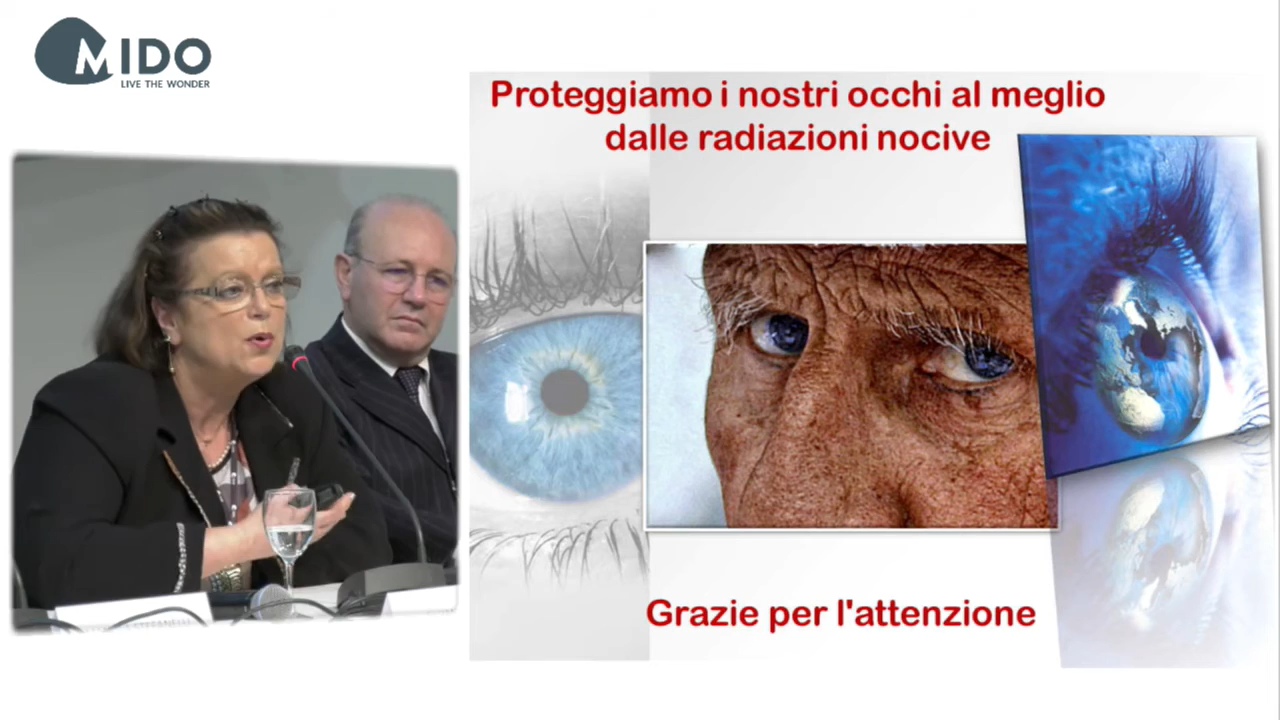 MIDO
LIVE THE WONDER
Proteggiamo i nostri occhi al meglio
dalle radiazioni nocive
Grazie per l'attenzione